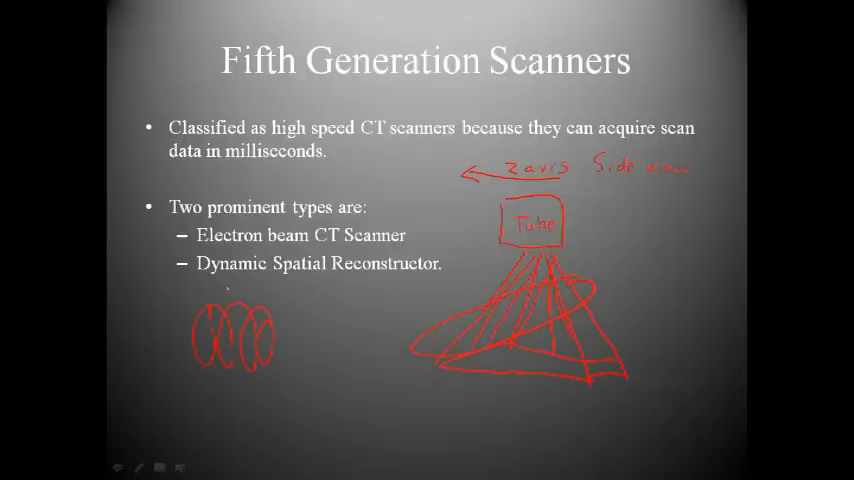 Fifth Generation Scanners
• Classified as high speed CT scanners because they can acquire scan
data in milliseconds.
z axis Side view
• Two prominent types are:
Tube
– Electron beam CT Scanner
– Dynamic Spatial Reconstructor.